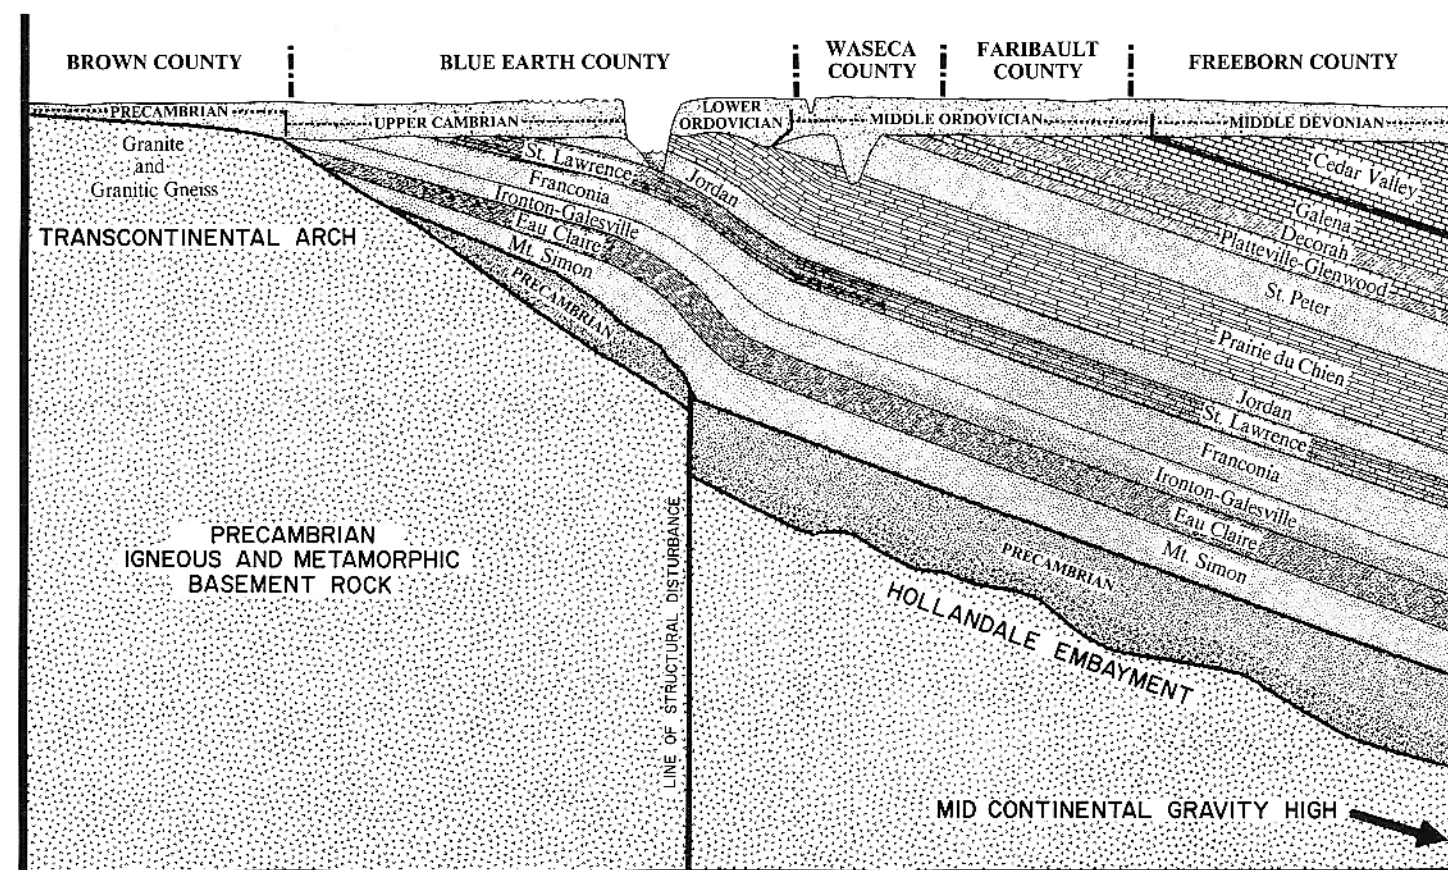 BROWN COUNTY
BLUE EARTH COUNTY
WASECA
COUNTY
FARIBAULT
COUNTY
FREEBORN COUNTY
PRECAMBRIAN
UPPER CAMBRIAN
LOWER
ORDOVICIAN
MIDDLE ORDOVICIAN
MIDDLE DEVONIAN
Granite
and
Granitic Gneiss
TRANSCONTINENTAL ARCH
St. Lawrence
Franconia
Ironton-Galesville
Eau Claire
Mt. Simon
PRECAMBRIAN
Jordan
Cedar Valley
Galena
Decorah
Platteville-Glenwood
St. Peter
Prairie du Chien
Jordan
St. Lawrence
Franconia
Ironton-Galesville
Eau Claire
Mt. Simon
PRECAMBRIAN
HOLLANDALE EMBAYMENT
PRECAMBRIAN
IGNEOUS AND METAMORPHIC
BASEMENT ROCK
LINE OF STRUCTURAL DISTURBANCE
MID CONTINENTAL GRAVITY HIGH